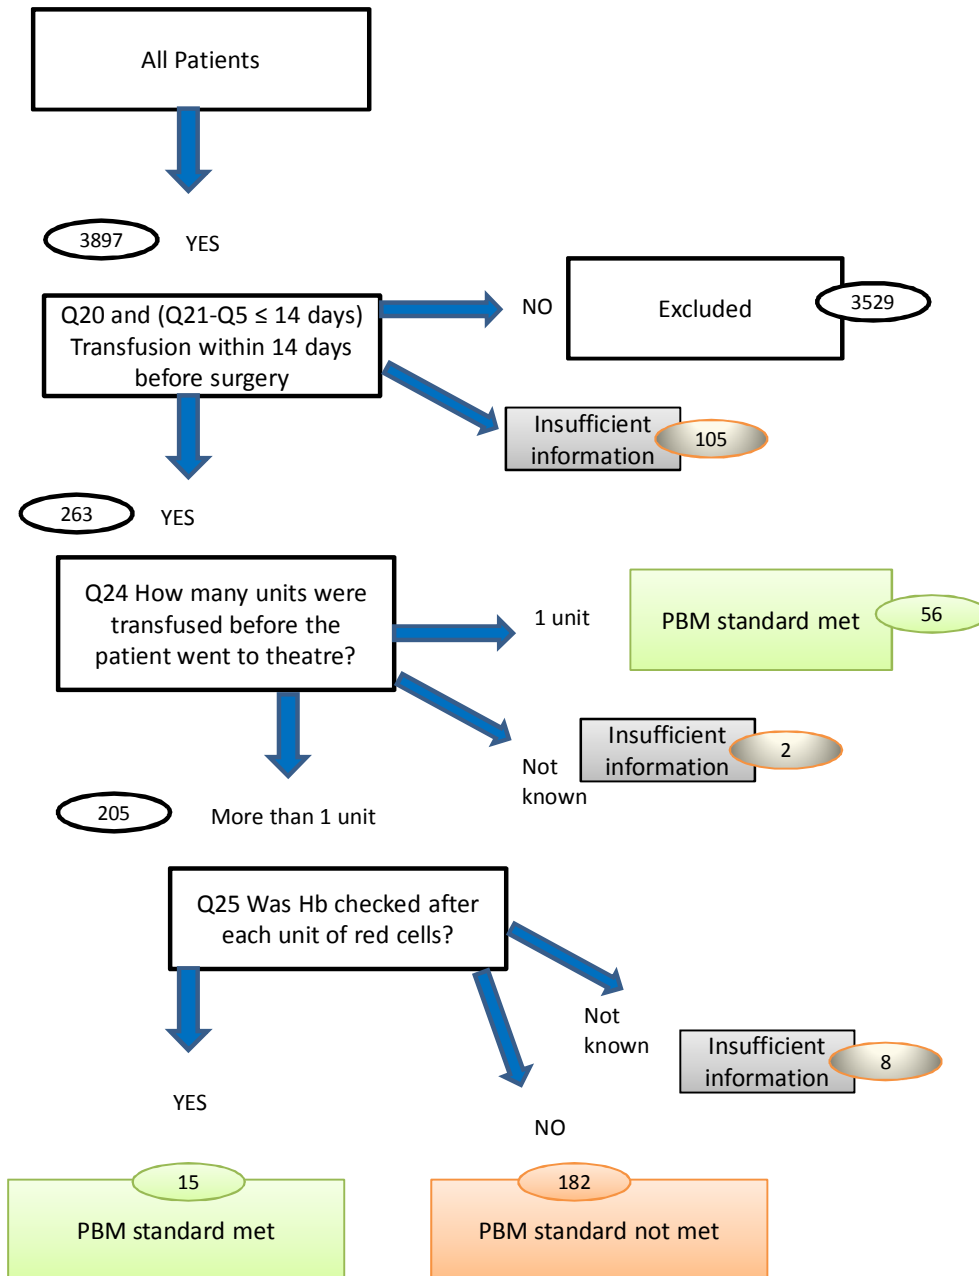 All Patients
3897
YES
Q20 and (Q21-Q5 ≤ 14 days)
Transfusion within 14 days
before surgery
NO
Excluded
3529
Insufficient
information
105
263
YES
Q24 How many units were
transfused before the
patient went to theatre?
1 unit
PBM standard met
56
Not
known
Insufficient
information
2
205
More than 1 unit
Q25 Was Hb checked after
each unit of red cells?
Not
known
Insufficient
information
8
YES
NO
15
PBM standard met
182
PBM standard not met